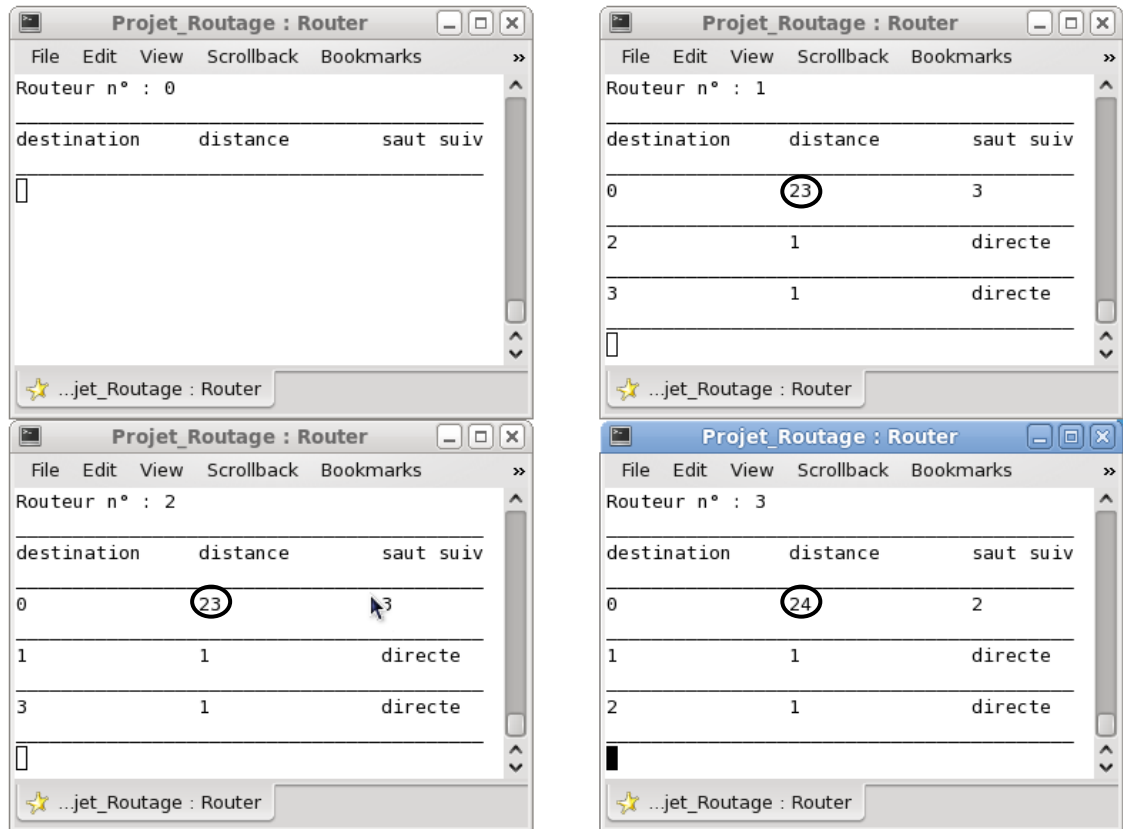 Projet_Routage : Router
File Edit View Scrollback Bookmarks »
Routeur n° : 0
destination distance saut suiv
...jet_Routage : Router
Projet_Routage : Router
File Edit View Scrollback Bookmarks »
Routeur n° : 1
destination distance saut suiv
0 23 3
2 1 directe
3 1 directe
...jet_Routage : Router
Projet_Routage : Router
File Edit View Scrollback Bookmarks »
Routeur n° : 2
destination distance saut suiv
0 23 3
1 1 directe
3 1 directe
...jet_Routage : Router
Projet_Routage : Router
File Edit View Scrollback Bookmarks »
Routeur n° : 3
destination distance saut suiv
0 24 2
1 1 directe
2 1 directe
...jet_Routage : Router